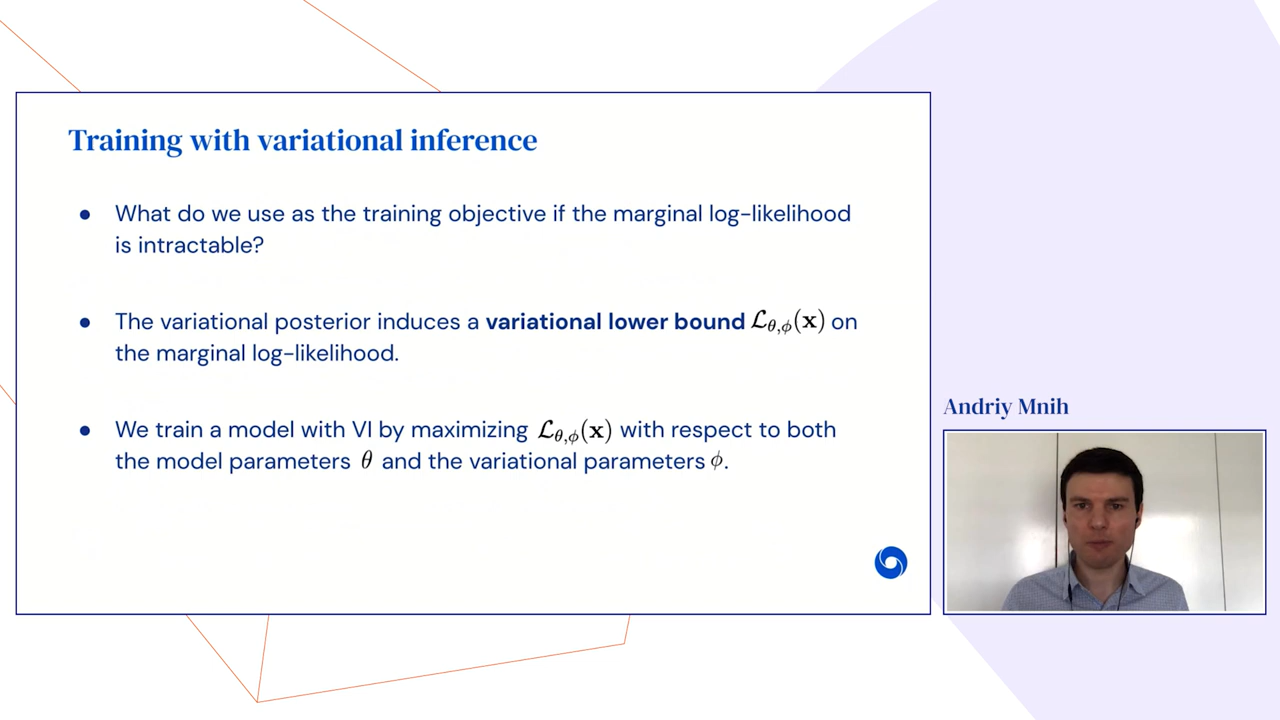 Training with variational inference
● What do we use as the training objective if the marginal log-likelihood
is intractable?
● The variational posterior induces a variational lower bound ℒθ,ϕ(x) on
the marginal log-likelihood.
● We train a model with VI by maximizing ℒθ,ϕ(x) with respect to both
the model parameters θ and the variational parameters ϕ.
Andriy Mnih